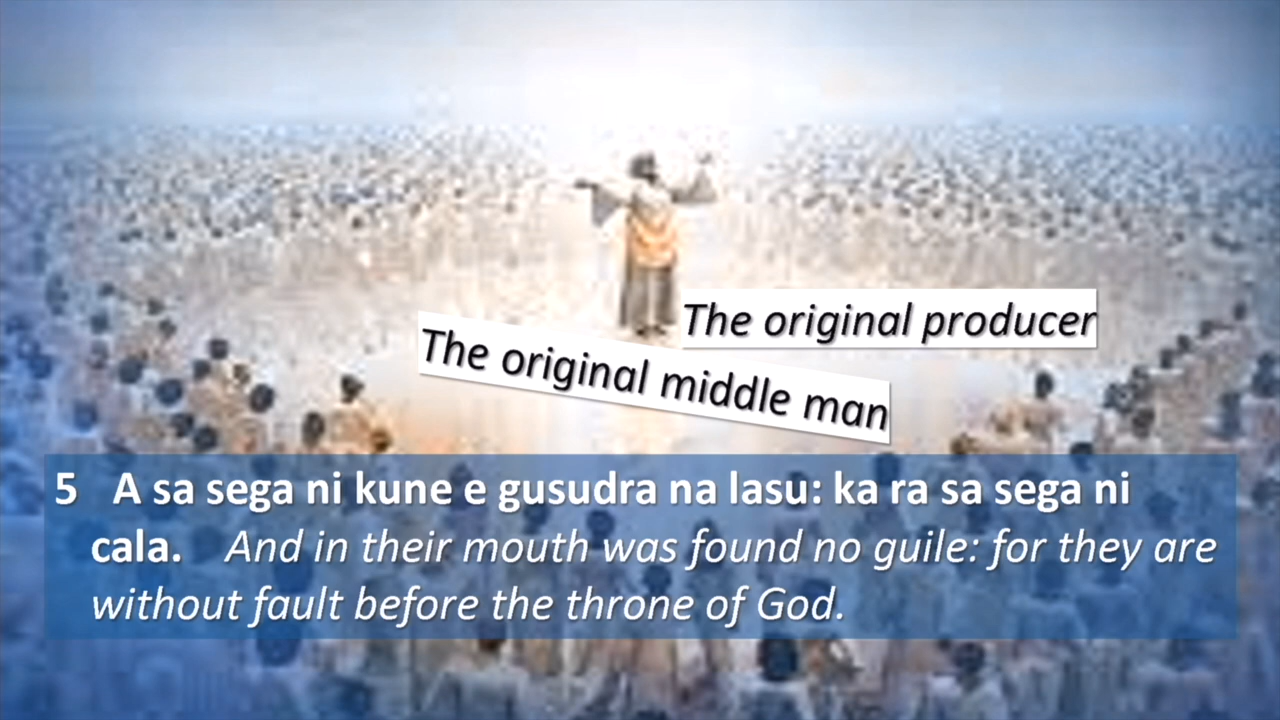 The original producer
The original middle man
5 A sa sega ni kune e gusudra na lasu: ka ra sa sega ni
cala. And in their mouth was found no guile: for they are
without fault before the throne of God.